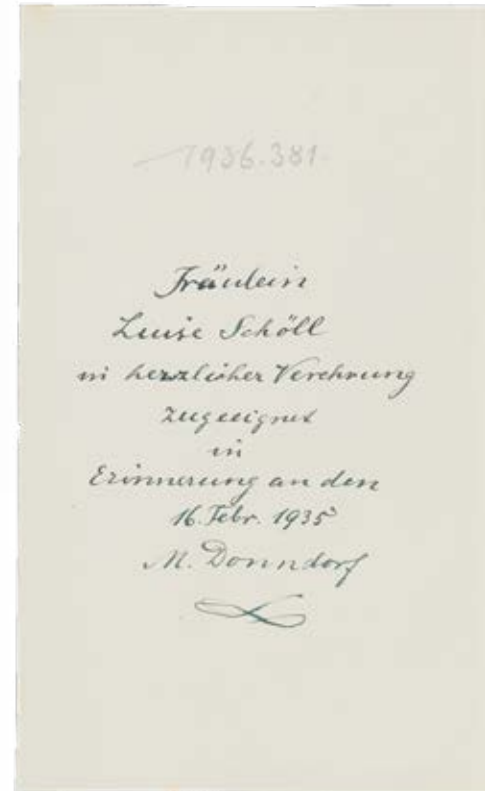 1936.381.
Fräulein
Luise Schöll
in herzlicher Verehrung
zugeeignet
in
Erinnerung an den
16. Febr. 1935
M. Donndorf